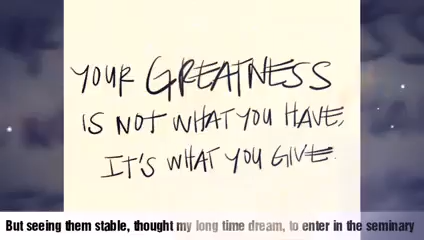 YOUR GREATNESS
IS NOT WHAT YOU HAVE,
IT'S WHAT YOU GIVE.
But seeing them stable, thought my long time dream, to enter in the seminary